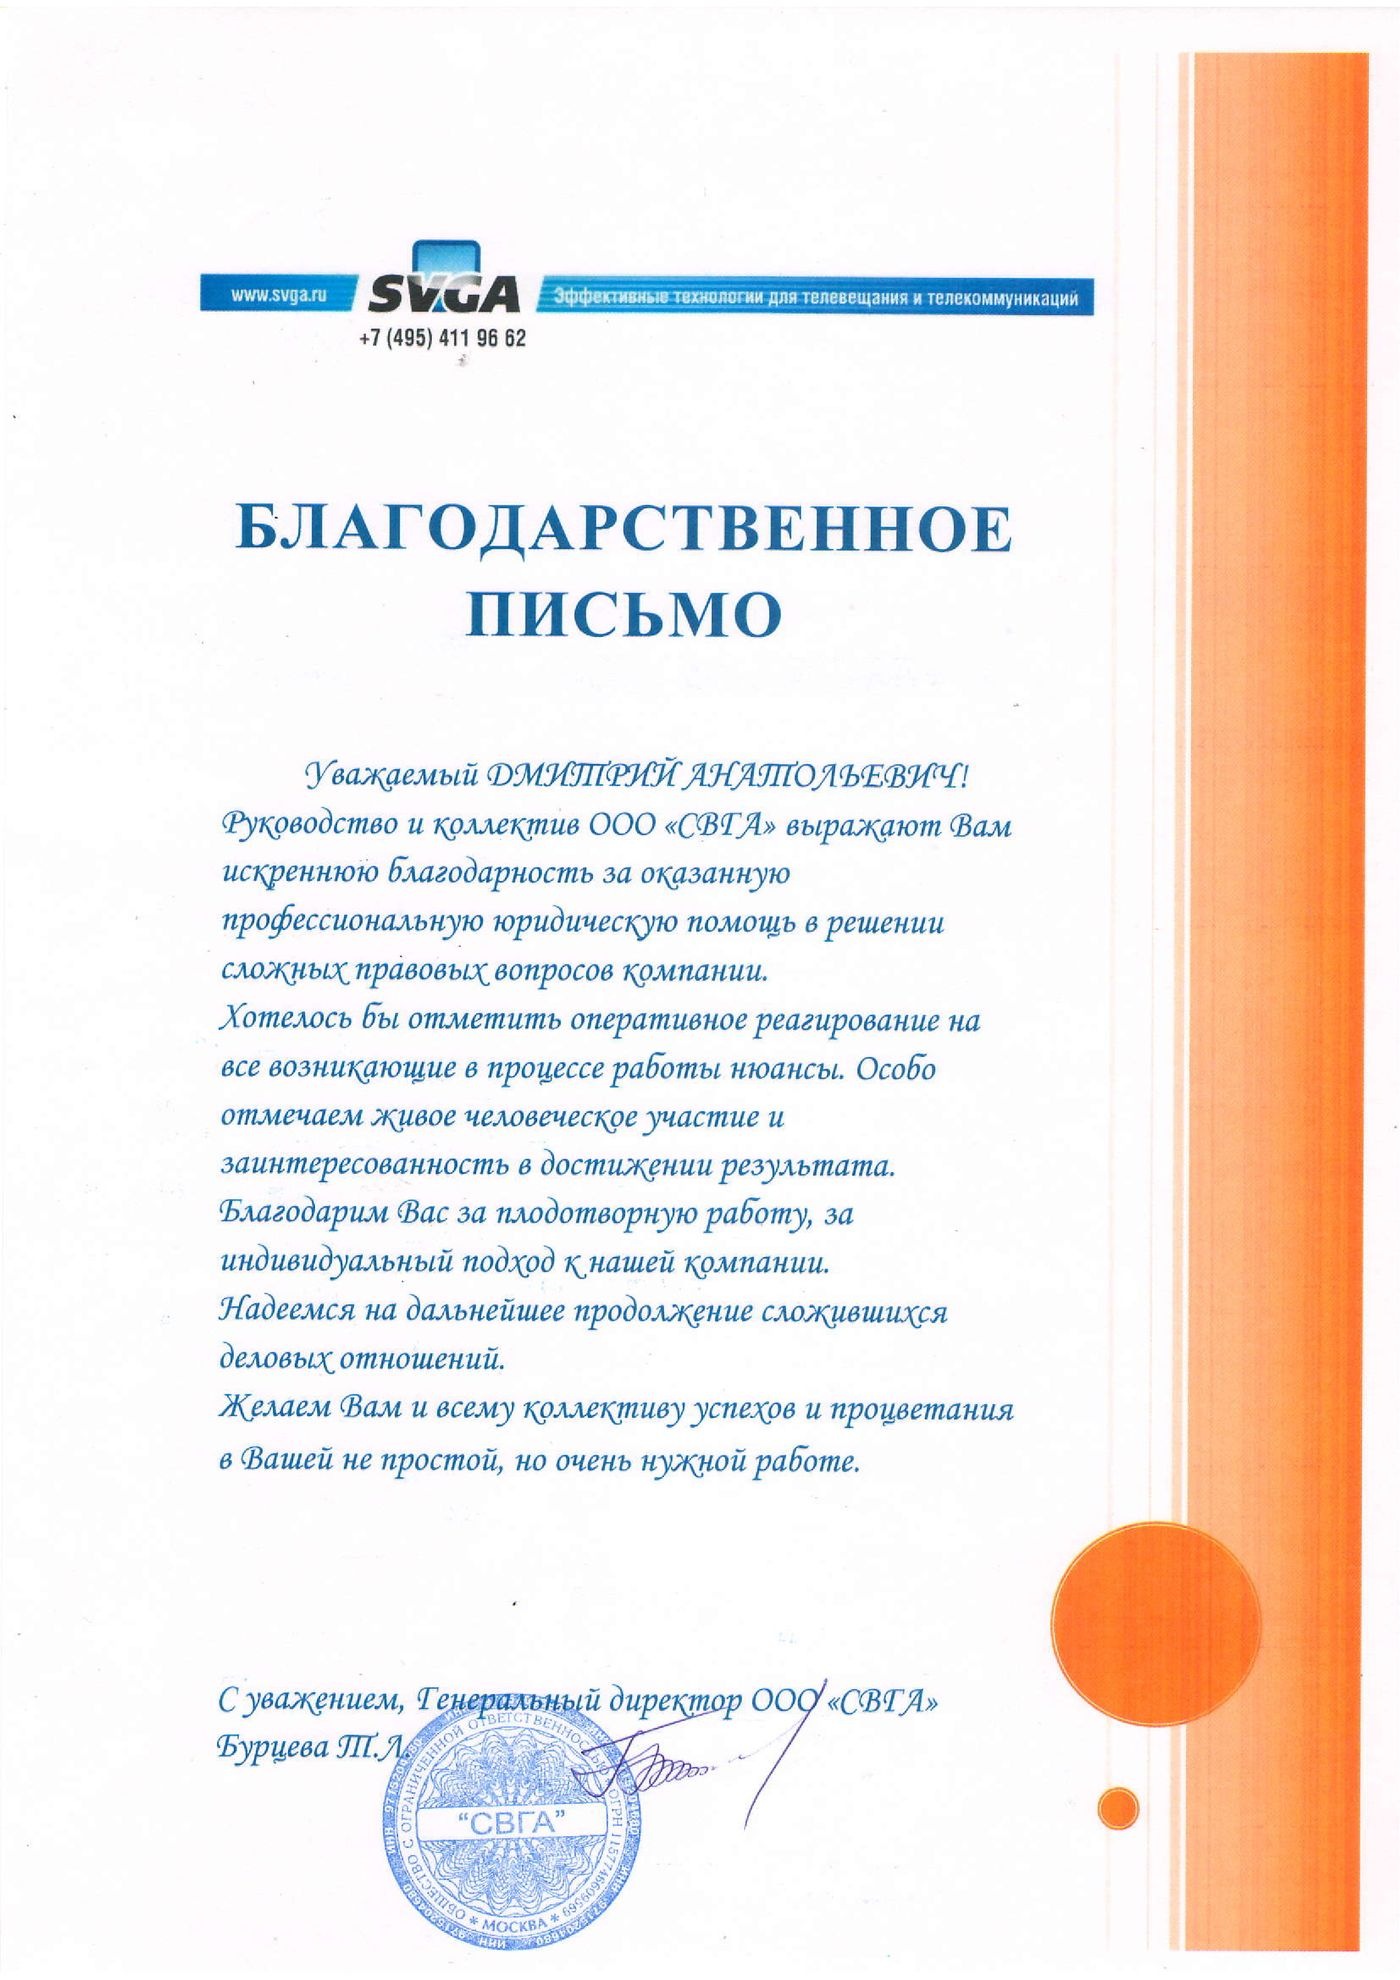 www.svga.ru SVGA Эффективные технологии для телевещания и телекоммуникаций
+7 (495) 411 96 62
БЛАГОДАРСТВЕННОЕ
ПИСЬМО
Уважаемый ДМИТРИЙ АНАТОЛЬЕВИЧ!
Руководство и коллектив ООО «СВГА» выражают Вам
искреннюю благодарность за оказанную
профессиональную юридическую помощь в решении
сложных правовых вопросов компании.
Хотелось бы отметить оперативное реагирование на
все возникающие в процессе работы нюансы. Особо
отмечаем живое человеческое участие и
заинтересованность в достижении результата.
Благодарим Вас за плодотворную работу, за
индивидуальный подход к нашей компании.
Надеемся на дальнейшее продолжение сложившихся
деловых отношений.
Желаем Вам и всему коллективу успехов и процветания
в Вашей не простой, но очень нужной работе.
С уважением, Генеральный директор ООО «СВГА»
Бурцева Т.Л.
ОБЩЕСТВО С ОГРАНИЧЕННОЙ ОТВЕТСТВЕННОСТЬЮ
"СВГА"
* МОСКВА *